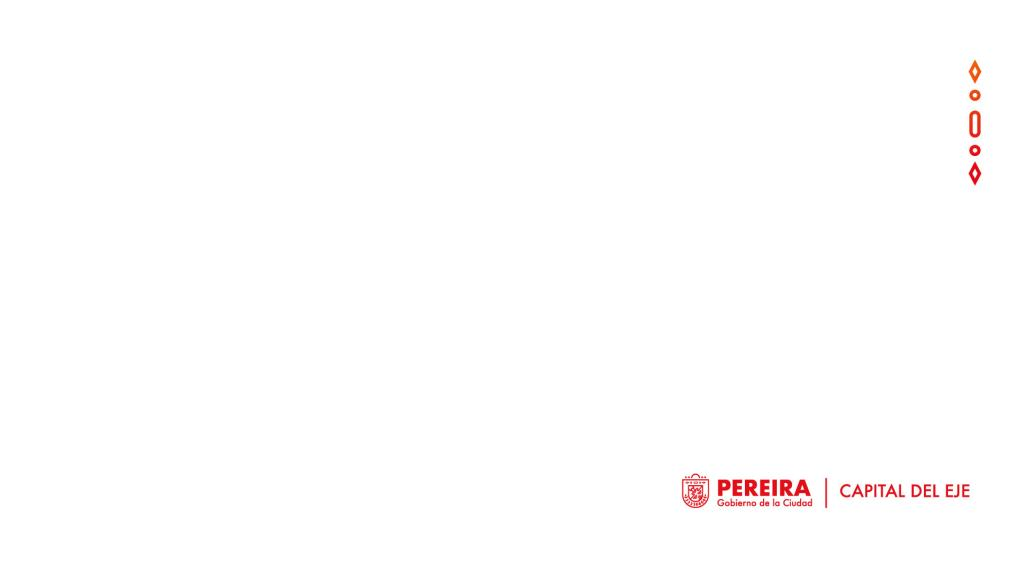 PEREIRA
Gobierno de la Ciudad
CAPITAL DEL EJE